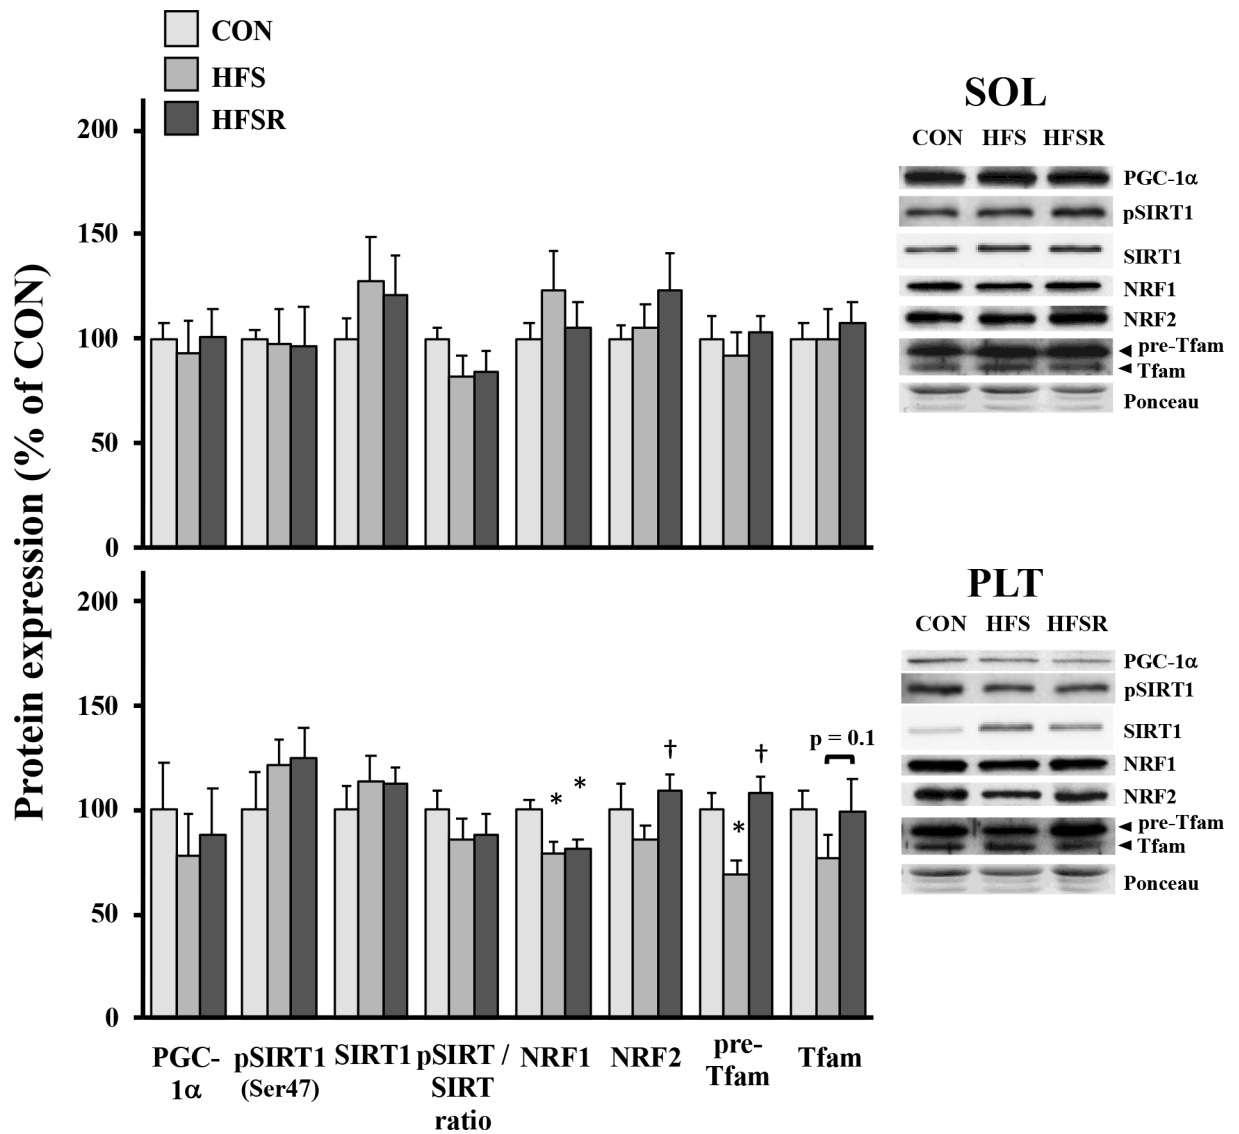 CON
HFS
HFSR
Protein expression (% of CON)
200
150
100
50
0
SOL
CON HFS HFSR
PGC-1α
pSIRT1
SIRT1
NRF1
NRF2
pre-Tfam
Tfam
Ponceau
200
150
100
50
0
* *
†
*
†
p = 0.1
PLT
CON HFS HFSR
PGC-1α
pSIRT1
SIRT1
NRF1
NRF2
pre-Tfam
Tfam
Ponceau
PGC-
1α
pSIRT1
(Ser47)
SIRT1
pSIRT /
SIRT
ratio
NRF1
NRF2
pre-
Tfam
Tfam